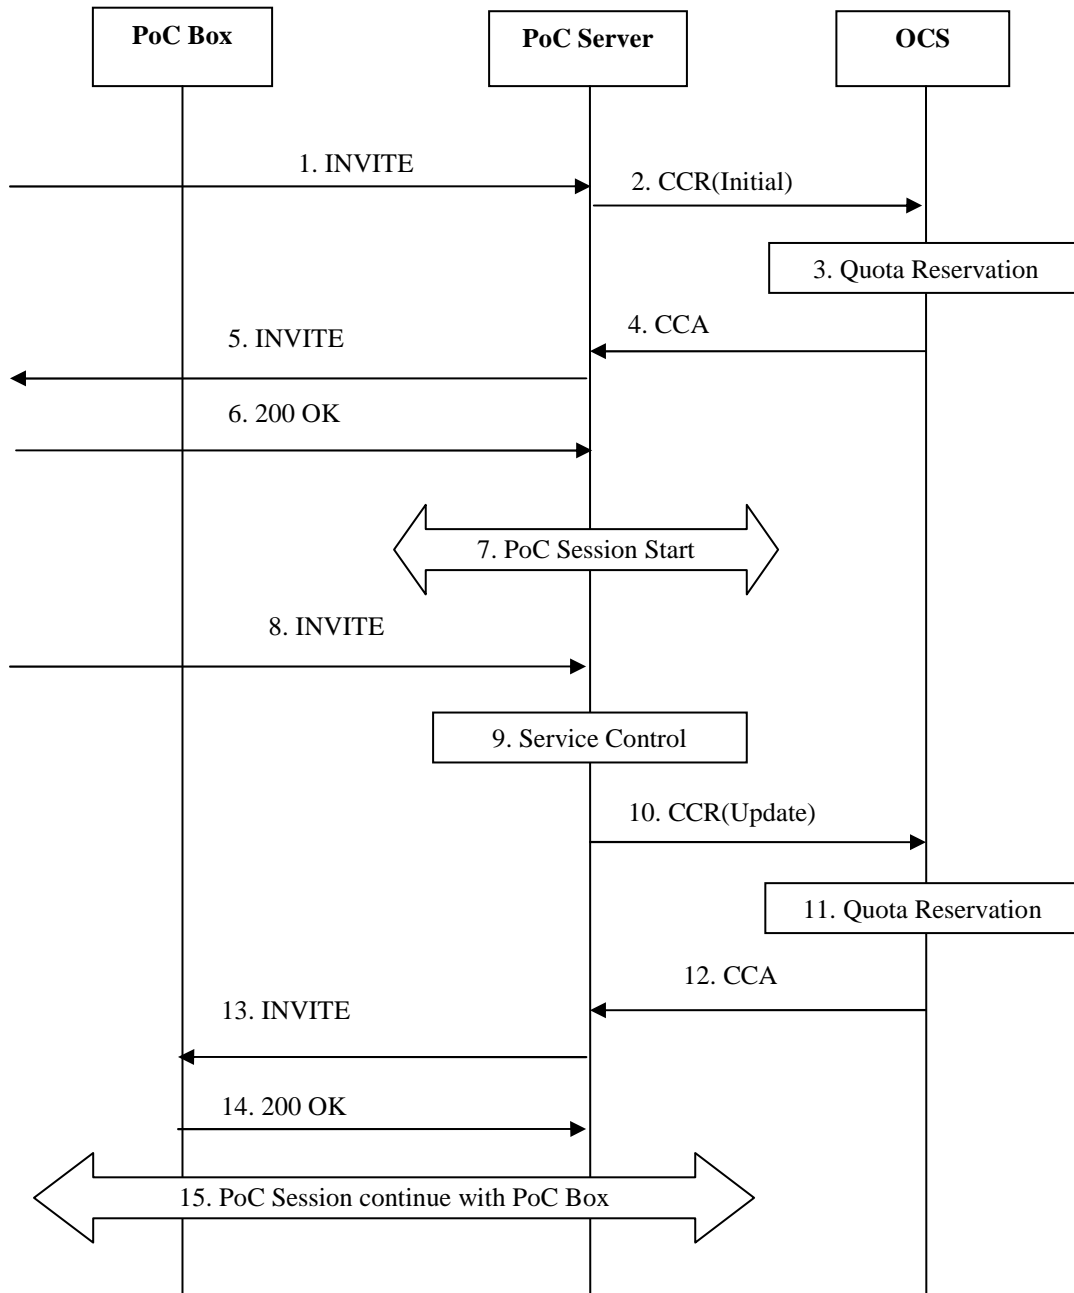 PoC Box
PoC Server
OCS
1. INVITE
2. CCR(Initial)
3. Quota Reservation
4. CCA
5. INVITE
6. 200 OK
7. PoC Session Start
8. INVITE
9. Service Control
10. CCR(Update)
11. Quota Reservation
12. CCA
13. INVITE
14. 200 OK
15. PoC Session continue with PoC Box